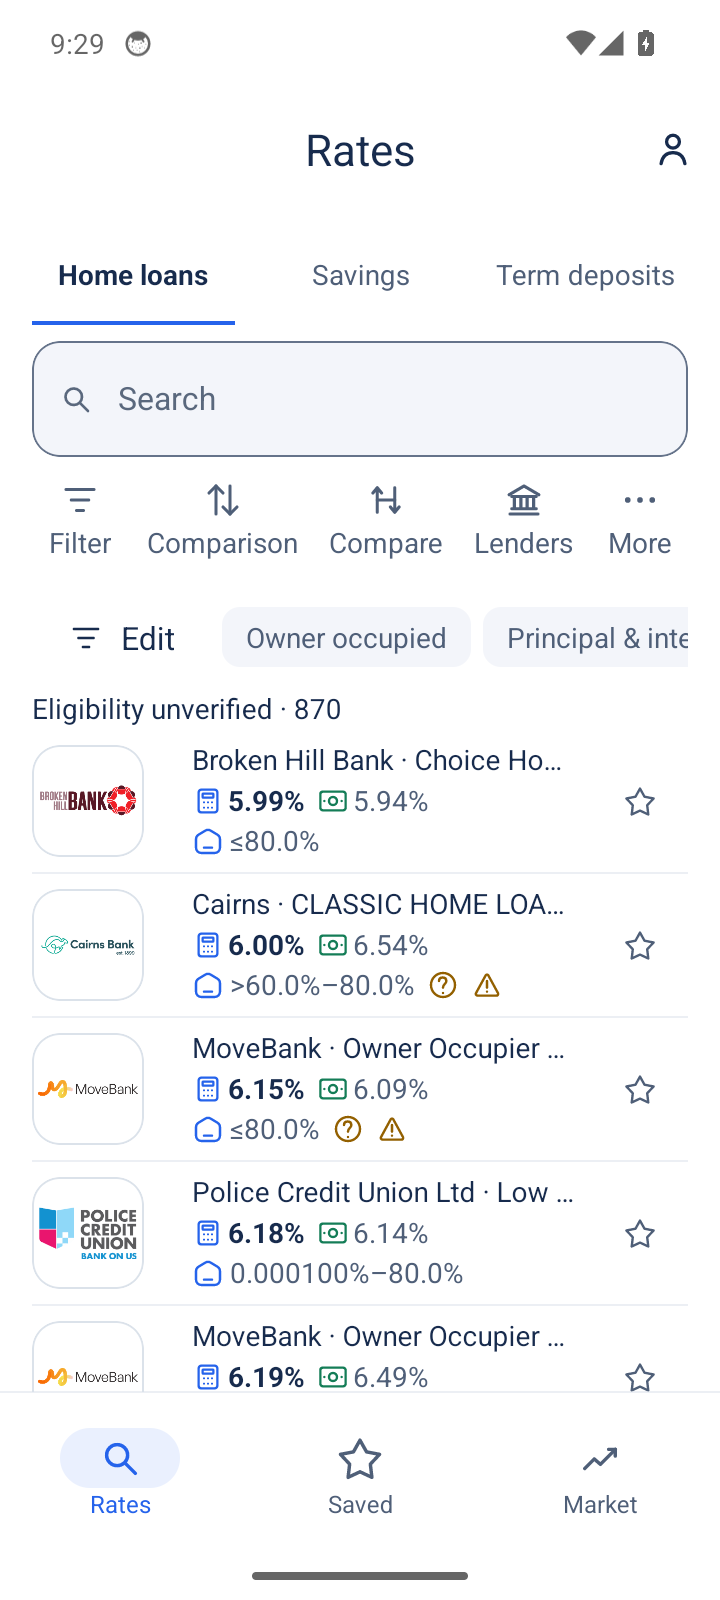 9:29
Rates
Home loans
Savings
Term deposits
Search
Filter
Comparison
Compare
Lenders
More
Edit
Owner occupied
Principal & inte
Eligibility unverified · 870
BROKEN HILL BANK
Broken Hill Bank · Choice Ho...
5.99% 5.94%
≤80.0%
Cairns Bank
est. 1899
Cairns · CLASSIC HOME LOA...
6.00% 6.54%
>60.0%–80.0%
MoveBank
MoveBank · Owner Occupier ...
6.15% 6.09%
≤80.0%
POLICE
CREDIT
UNION
BANK ON US
Police Credit Union Ltd · Low ...
6.18% 6.14%
0.000100%–80.0%
MoveBank
MoveBank · Owner Occupier ...
6.19% 6.49%
Rates
Saved
Market